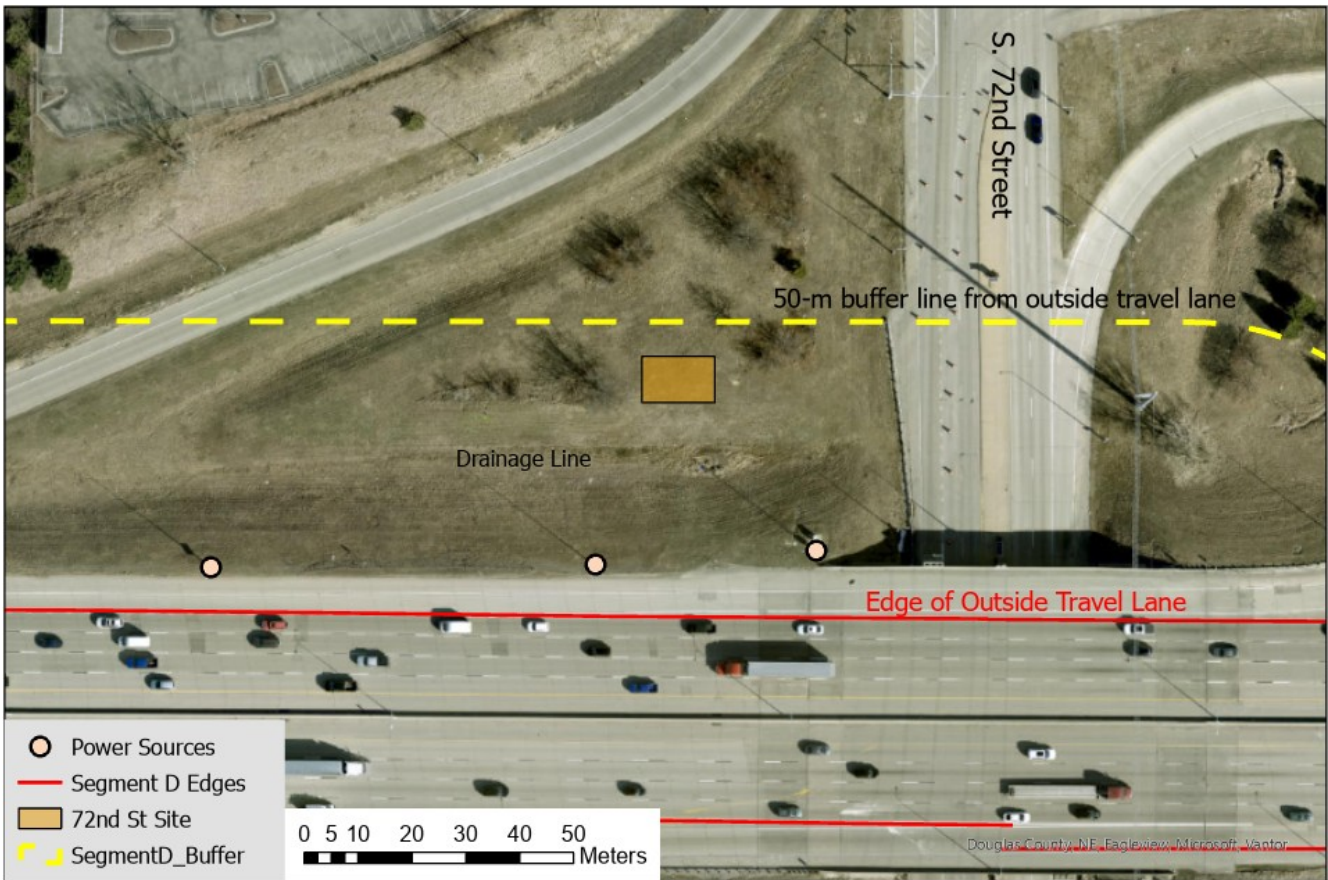 S. 72nd Street
50-m buffer line from outside travel lane
Drainage Line
Edge of Outside Travel Lane
Power Sources
Segment D Edges
72nd St Site
SegmentD_Buffer
0 5 10 20 30 40 50
Meters
Douglas County, NE, Eagleview, Microsoft, Vantor